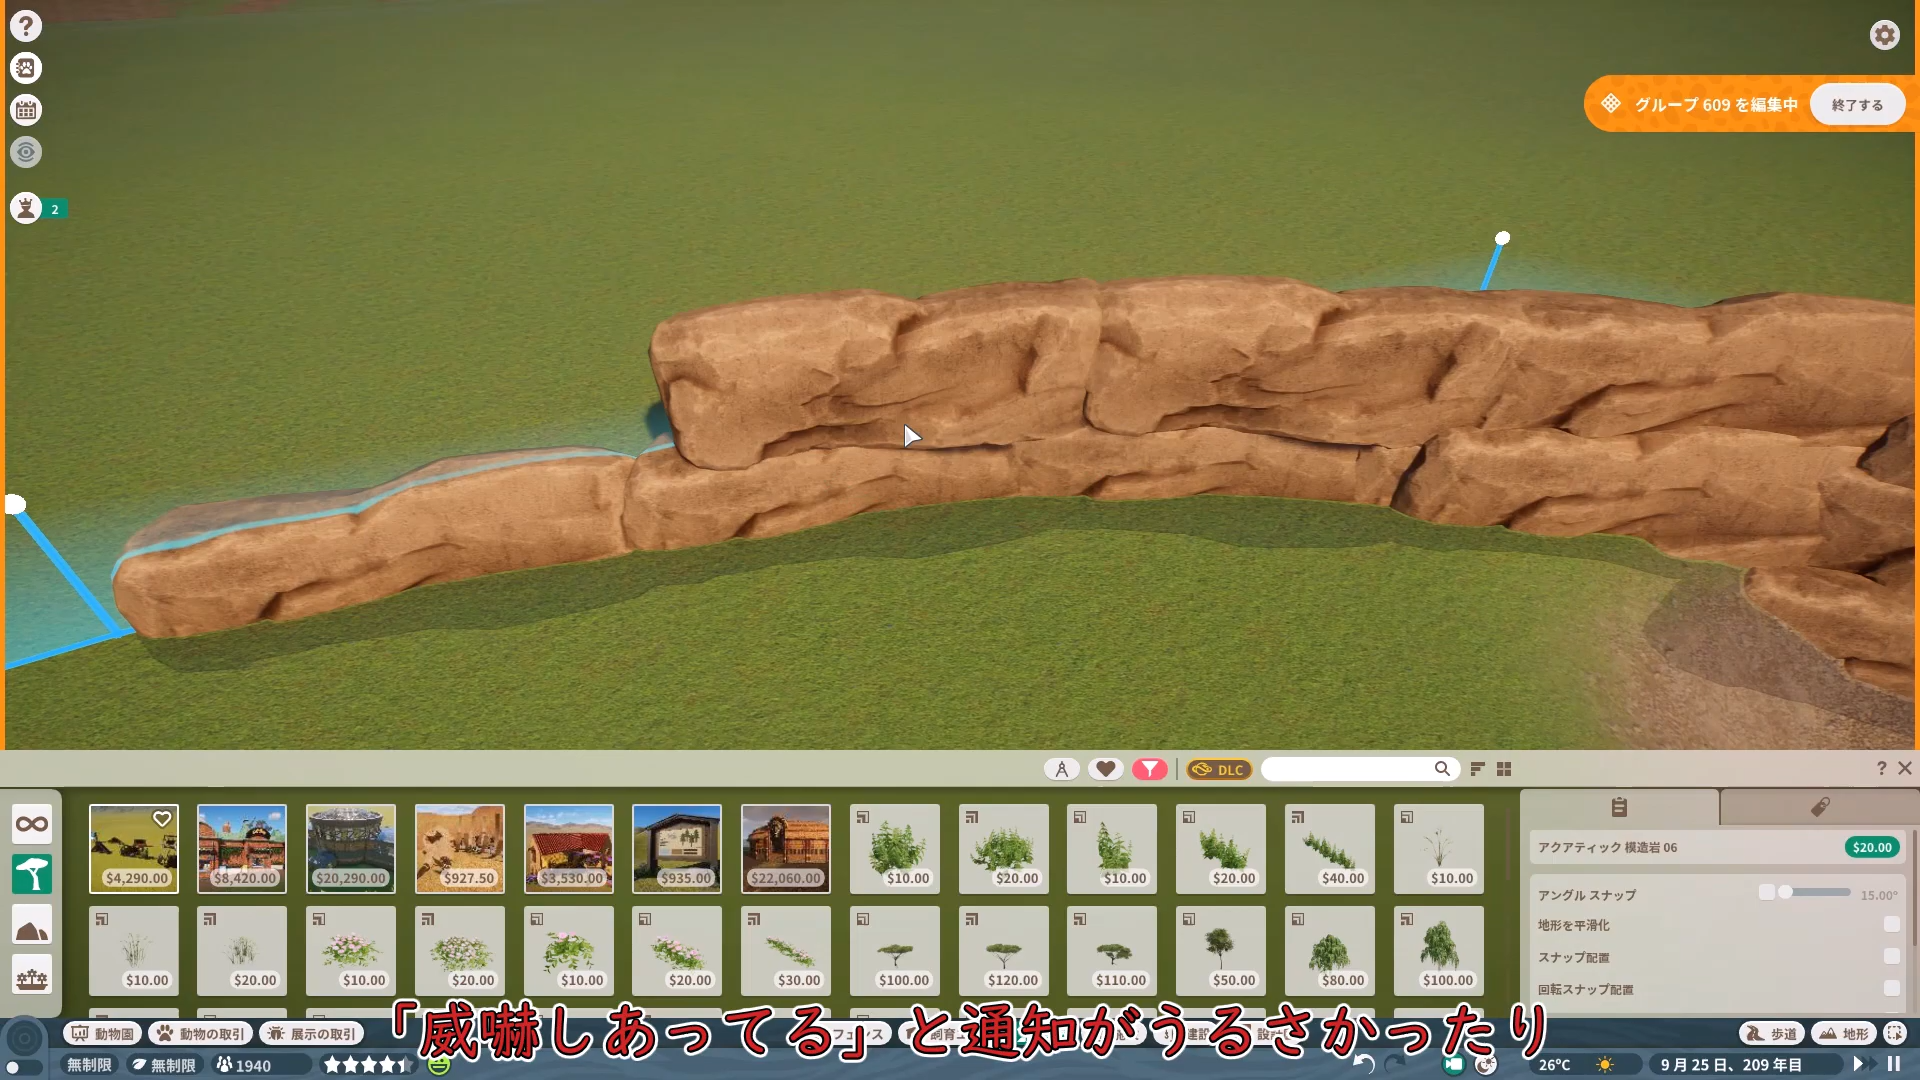 ?
2
グループ 609 を編集中
終了する
DLC
? ×
$4,290.00
$8,420.00
$20,290.00
$927.50
$3,530.00
$935.00
$22,060.00
$10.00
$20.00
$10.00
$20.00
$40.00
$10.00
$10.00
$20.00
$10.00
$20.00
$10.00
$20.00
$30.00
$100.00
$120.00
$110.00
$50.00
$80.00
$100.00
アクアティック 模造岩 06
$20.00
アングル スナップ
15.00°
地形を平滑化
スナップ配置
回転スナップ配置
「威嚇しあってる」と通知がうるさかったり
動物園
動物の取引
展示の取引
歩道
地形
無制限
無制限
1940
26°C
9 月 25 日、209 年目